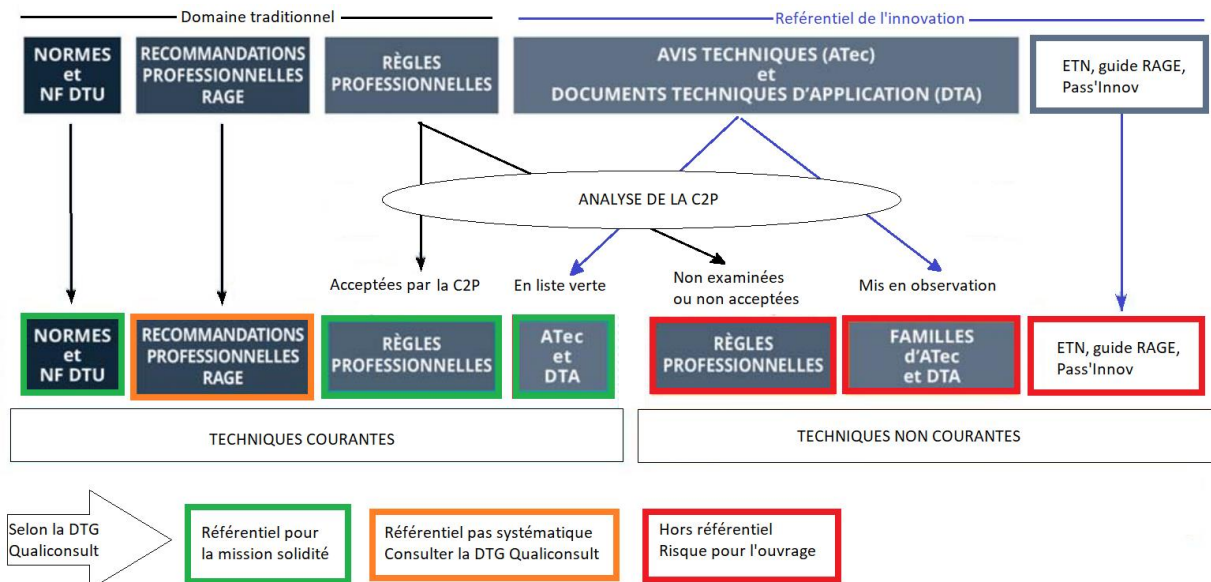 Domaine traditionnel
Reférentiel de l'innovation
NORMES
et
NF DTU
RECOMMANDATIONS
PROFESSIONNELLES
RAGE
RÈGLES
PROFESSIONNELLES
AVIS TECHNIQUES (ATec)
et
DOCUMENTS TECHNIQUES D'APPLICATION (DTA)
ETN, guide RAGE,
Pass'Innov
ANALYSE DE LA C2P
Acceptées par la C2P
En liste verte
Non examinées
ou non acceptées
Mis en observation
NORMES
et
NF DTU
RECOMMANDATIONS
PROFESSIONNELLES
RAGE
RÈGLES
PROFESSIONNELLES
ATec
et
DTA
RÈGLES
PROFESSIONNELLES
FAMILLES
d'ATec
et DTA
ETN, guide RAGE,
Pass'Innov
TECHNIQUES COURANTES
TECHNIQUES NON COURANTES
Selon la DTG
Qualiconsult
Référentiel pour
la mission solidité
Référentiel pas systématique
Consulter la DTG Qualiconsult
Hors référentiel
Risque pour l'ouvrage